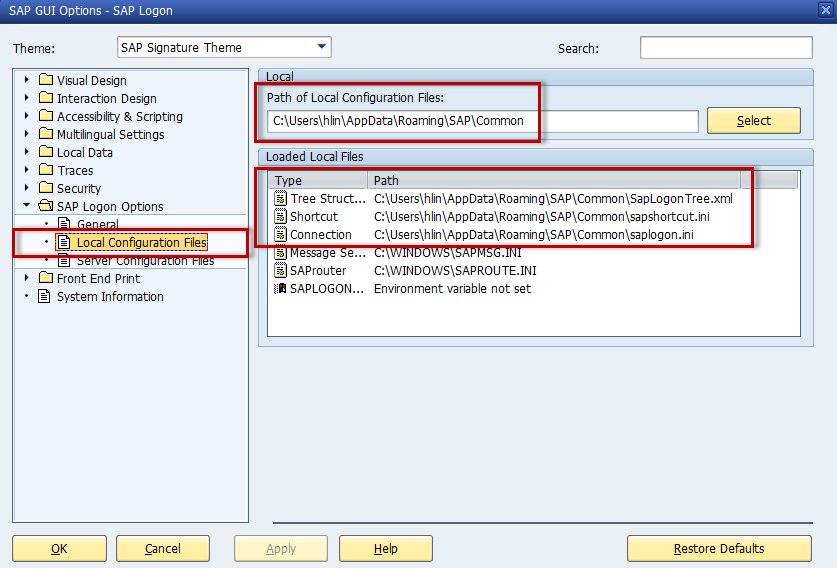 SAP GUI Options - SAP Logon
Theme:
SAP Signature Theme
Search:
Visual Design
Interaction Design
Accessibility & Scripting
Multilingual Settings
Local Data
Traces
Security
SAP Logon Options
General
Local Configuration Files
Server Configuration Files
Front End Print
System Information
Local
Path of Local Configuration Files:
C:\Users\hlin\AppData\Roaming\SAP\Common
Select
Loaded Local Files
Type Path
Tree Struct... C:\Users\hlin\AppData\Roaming\SAP\Common\SapLogonTree.xml
Shortcut C:\Users\hlin\AppData\Roaming\SAP\Common\sapshortcut.ini
Connection C:\Users\hlin\AppData\Roaming\SAP\Common\saplogon.ini
Message Se... C:\WINDOWS\SAPMSG.INI
SAProuter C:\WINDOWS\SAPROUTE.INI
SAPLOGON... Environment variable not set
OK
Cancel
Apply
Help
Restore Defaults